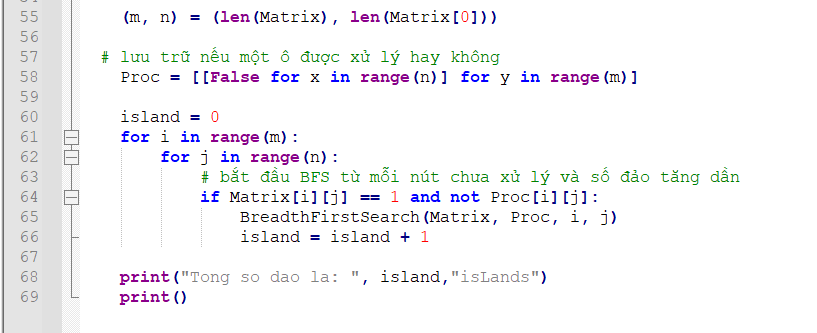 55 (m, n) = (len(Matrix), len(Matrix[0]))
56
57 # lưu trữ nếu một ô được xử lý hay không
58 Proc = [[False for x in range(n)] for y in range(m)]
59
60 island = 0
61 for i in range(m):
62 for j in range(n):
63 # bắt đầu BFS từ mỗi nút chưa xử lý và số đảo tăng dần
64 if Matrix[i][j] == 1 and not Proc[i][j]:
65 BreadthFirstSearch(Matrix, Proc, i, j)
66 island = island + 1
67
68 print("Tong so dao la: ", island,"isLands")
69 print()